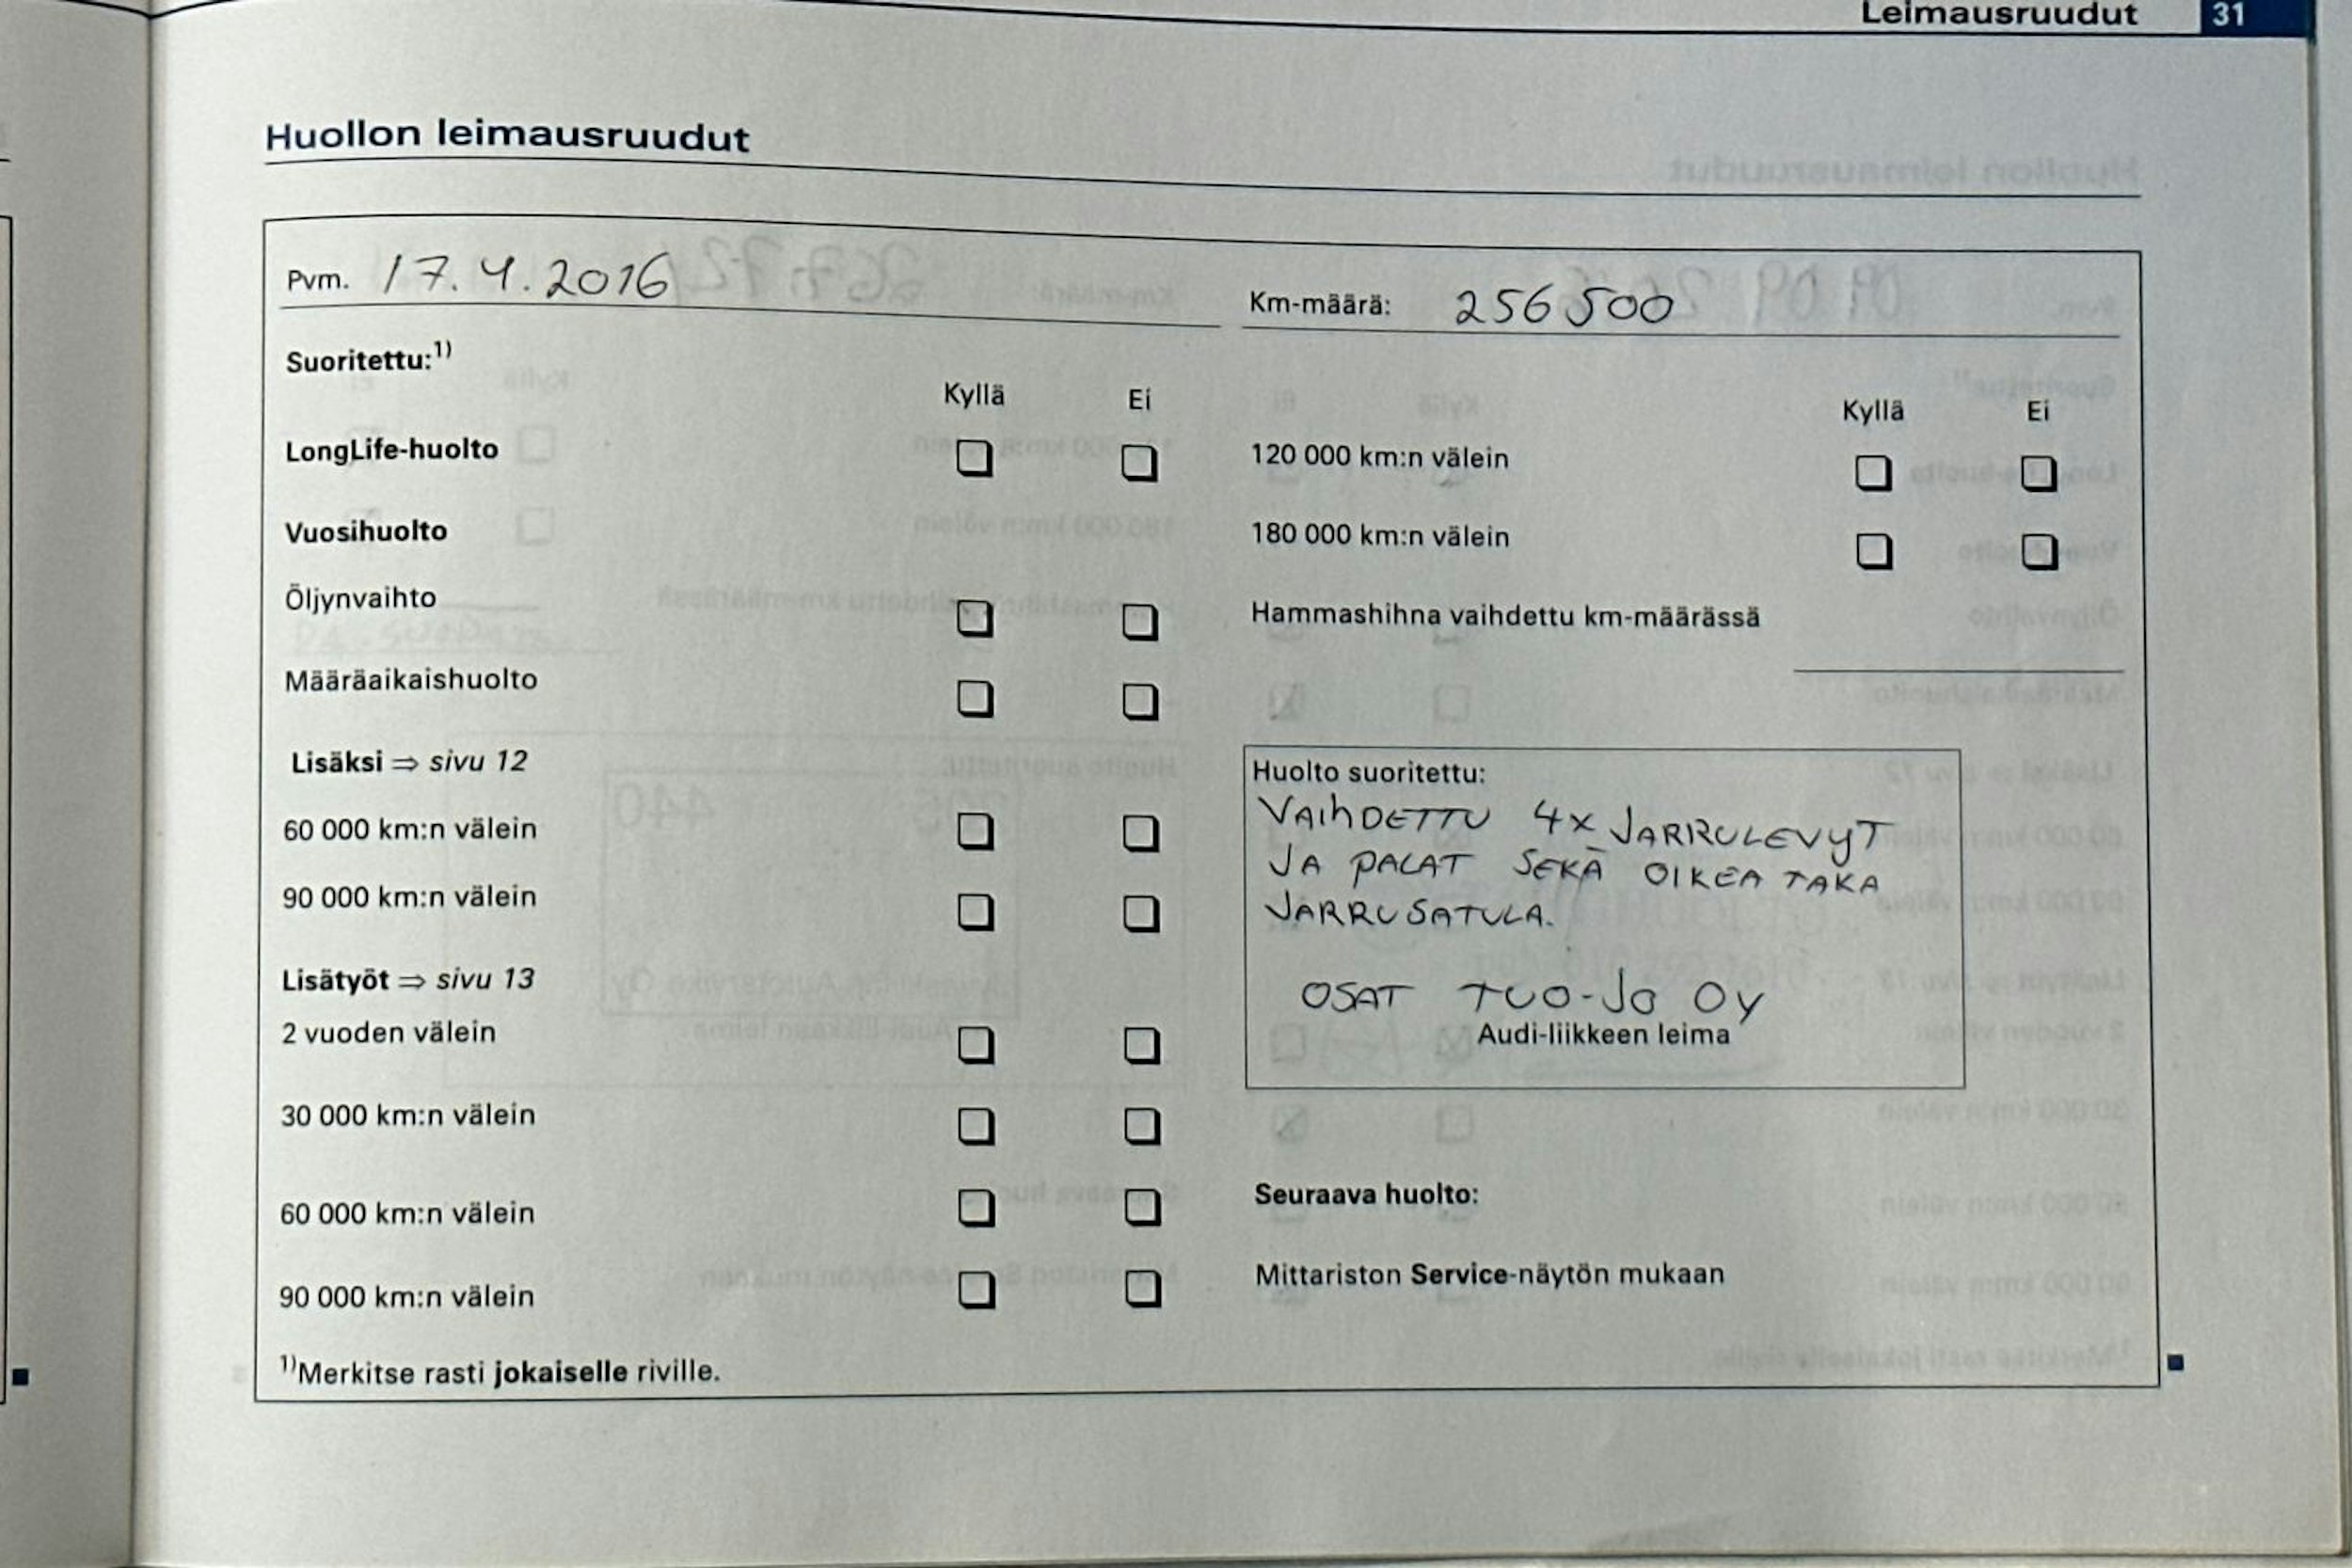 Leimausruudut 31
Huollon leimausruudut
Pvm. 17.4.2016
Km-määrä: 256 500
Suoritettu:1)
Kyllä Ei
LongLife-huolto
Vuosihuolto
Öljynvaihto
Määräaikaishuolto
Lisäksi ⇒ sivu 12
60 000 km:n välein
90 000 km:n välein
Lisätyöt ⇒ sivu 13
2 vuoden välein
30 000 km:n välein
60 000 km:n välein
90 000 km:n välein
1)Merkitse rasti jokaiselle riville.
Kyllä Ei
120 000 km:n välein
180 000 km:n välein
Hammashihna vaihdettu km-määrässä
Huolto suoritettu:
VAIHDETTU 4x JARRULEVYT
JA PALAT SEKÄ OIKEA TAKA
JARRUSATULA.
OSAT TUO-JO OY
Audi-liikkeen leima
Seuraava huolto:
Mittariston Service-näytön mukaan